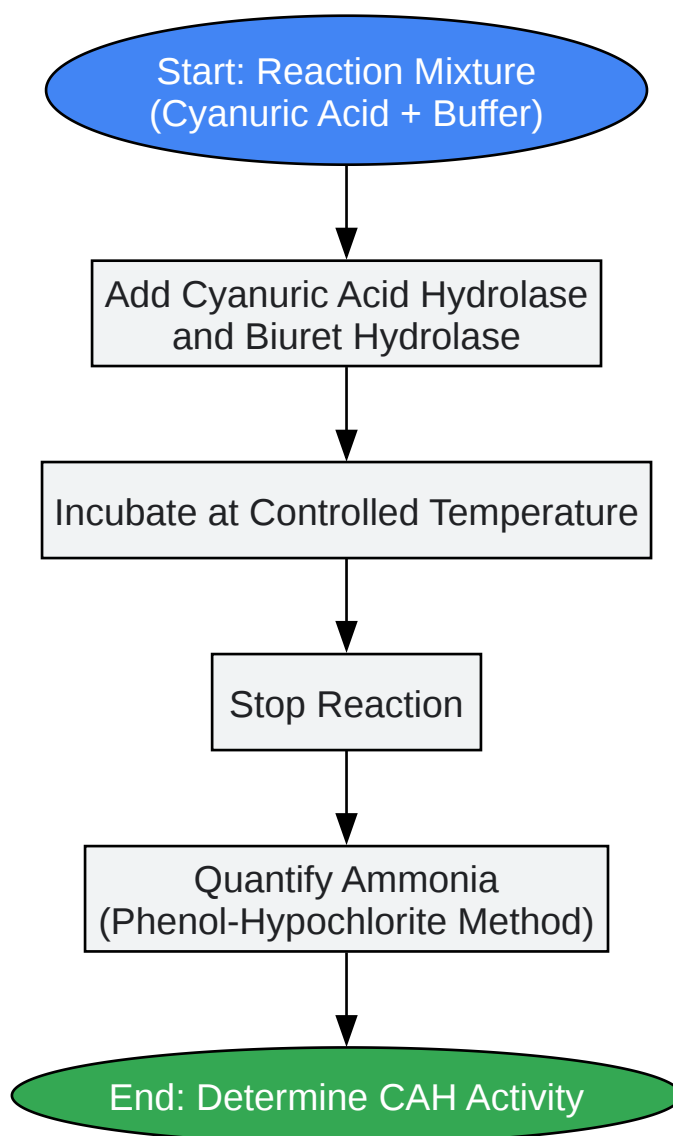 Start: Reaction Mixture
(Cyanuric Acid + Buffer)
Add Cyanuric Acid Hydrolase
and Biuret Hydrolase
Incubate at Controlled Temperature
Stop Reaction
Quantify Ammonia
(Phenol-Hypochlorite Method)
End: Determine CAH Activity